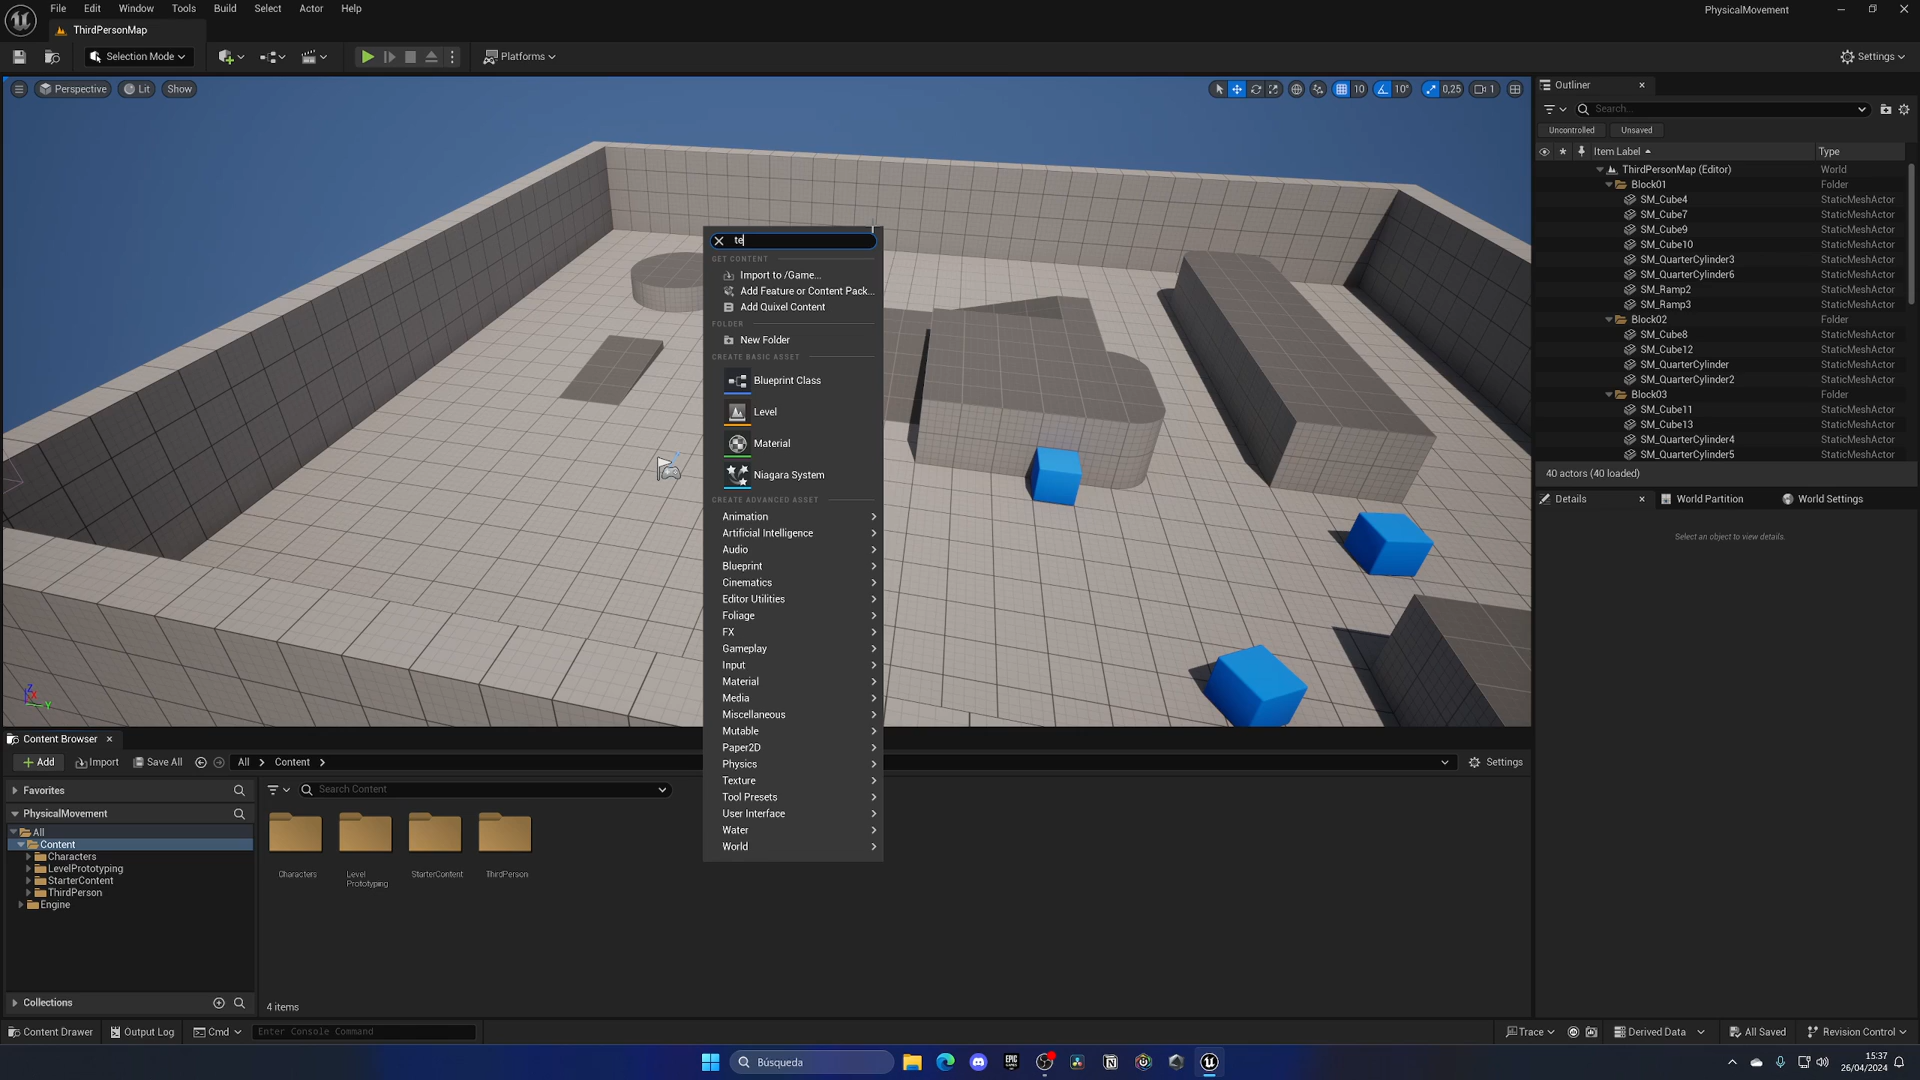 File Edit Window Tools Build Select Actor Help
PhysicalMovement
ThirdPersonMap
Selection Mode
Platforms
Settings
Perspective Lit Show
10 10° 0,25 1
Outliner
Search...
Uncontrolled Unsaved
Item Label Type
ThirdPersonMap (Editor) World
Block01 Folder
SM_Cube4 StaticMeshActor
SM_Cube7 StaticMeshActor
SM_Cube9 StaticMeshActor
SM_Cube10 StaticMeshActor
SM_QuarterCylinder3 StaticMeshActor
SM_QuarterCylinder6 StaticMeshActor
SM_Ramp2 StaticMeshActor
SM_Ramp3 StaticMeshActor
Block02 Folder
SM_Cube8 StaticMeshActor
SM_Cube12 StaticMeshActor
SM_QuarterCylinder StaticMeshActor
SM_QuarterCylinder2 StaticMeshActor
Block03 Folder
SM_Cube11 StaticMeshActor
SM_Cube13 StaticMeshActor
SM_QuarterCylinder4 StaticMeshActor
SM_QuarterCylinder5 StaticMeshActor
40 actors (40 loaded)
Details World Partition World Settings
Select an object to view details.
te
GET CONTENT
Import to /Game...
Add Feature or Content Pack...
Add Quixel Content
FOLDER
New Folder
CREATE BASIC ASSET
Blueprint Class
Level
Material
Niagara System
CREATE ADVANCED ASSET
Animation
Artificial Intelligence
Audio
Blueprint
Cinematics
Editor Utilities
Foliage
FX
Gameplay
Input
Material
Media
Miscellaneous
Mutable
Paper2D
Physics
Texture
Tool Presets
User Interface
Water
World
Z X Y
Content Browser
Add Import Save All All Content
Settings
Favorites
PhysicalMovement
All
Content
Characters
LevelPrototyping
StarterContent
ThirdPerson
Engine
Collections
Search Content
Characters
Level
Prototyping
StarterContent
ThirdPerson
4 items
Content Drawer Output Log Cmd Enter Console Command
Trace Derived Data All Saved Revision Control
Búsqueda
EPIC GAMES
15:37
26/04/2024